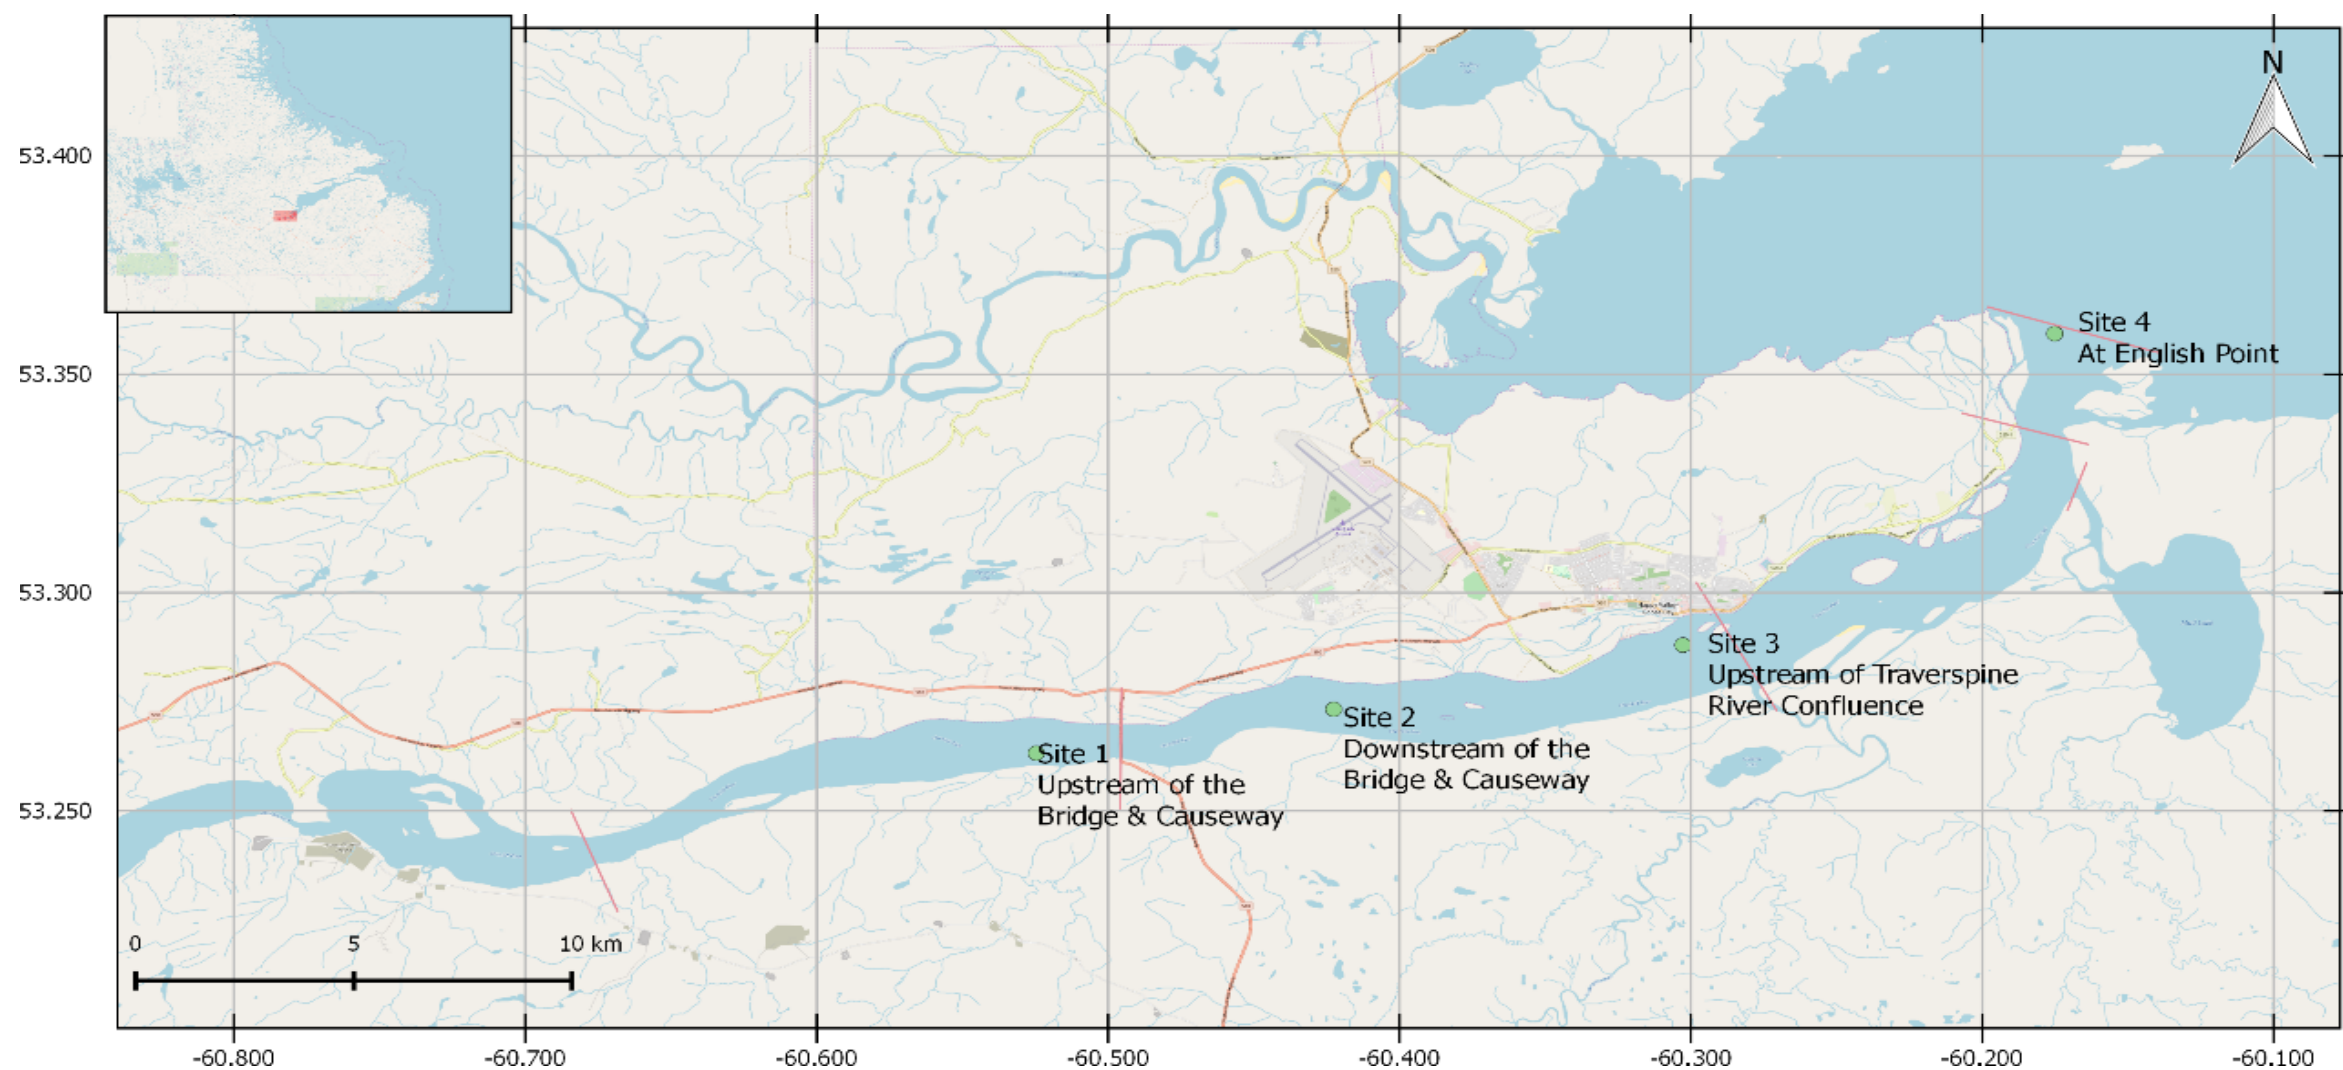 N
53.400
53.350
53.300
53.250
Site 4
At English Point
Site 3
Upstream of Traverspine
River Confluence
Site 2
Downstream of the
Bridge & Causeway
Site 1
Upstream of the
Bridge & Causeway
0 5 10 km
-60.800 -60.700 -60.600 -60.500 -60.400 -60.300 -60.200 -60.100